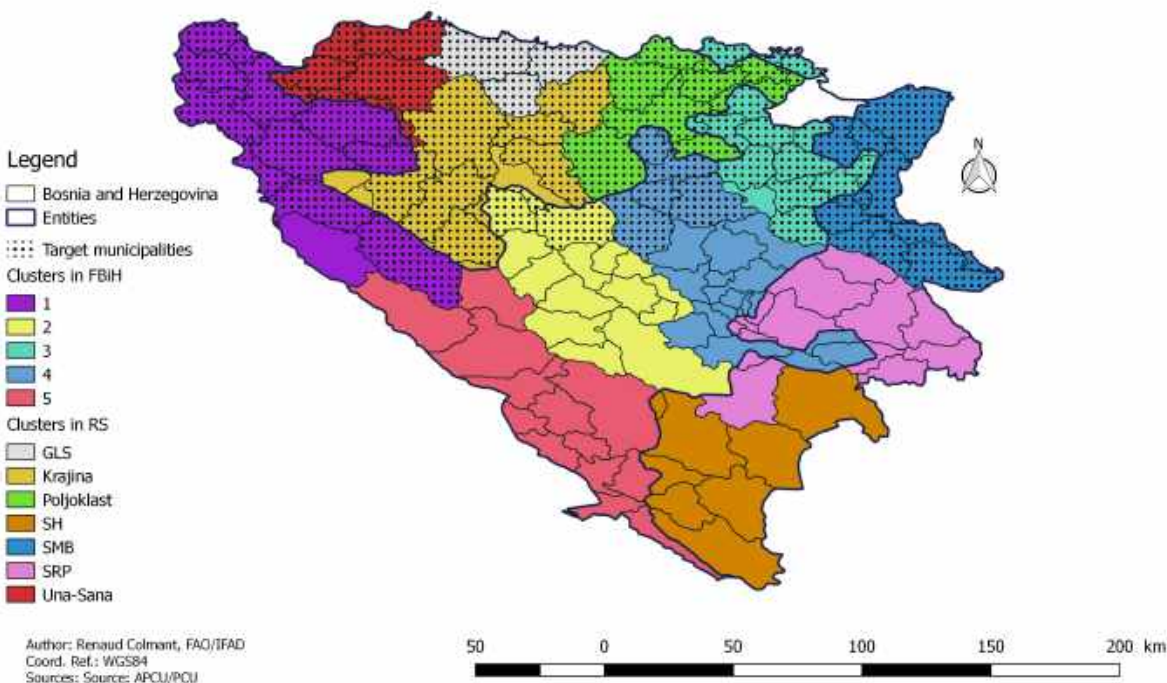 N
Legend
Bosnia and Herzegovina
Entities
Target municipalities
Clusters in FBiH
1
2
3
4
5
Clusters in RS
GLS
Krajina
Poljoklast
SH
SMB
SRP
Una-Sana
Author: Renaud Colmant, FAO/IFAD
Coord. Ref.: WGS84
Sources: Source: APCU/PCU
50 0 50 100 150 200 km